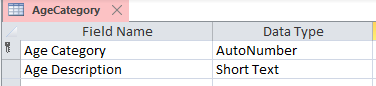 AgeCategory
Field Name Data Type
Age Category AutoNumber
Age Description Short Text